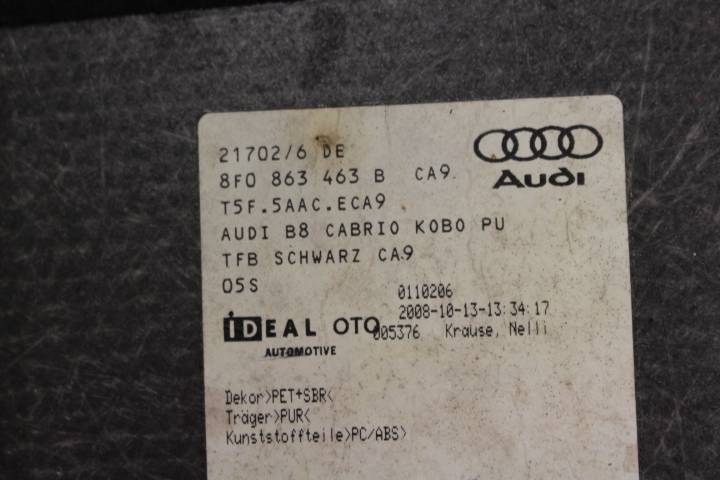 21702/6 DE
8F0 863 463 B CA9
Audi
T5F.5AAC.ECA9
AUDI B8 CABRIO KOBO PU
TFB SCHWARZ CA9
05S
0110206
2008-10-13-13:34:17
IDEAL OTO 005376 Krause, Nelli
AUTOMOTIVE
Dekor>PET+SBR<
Träger>PUR<
Kunststoffteile>PC/ABS>